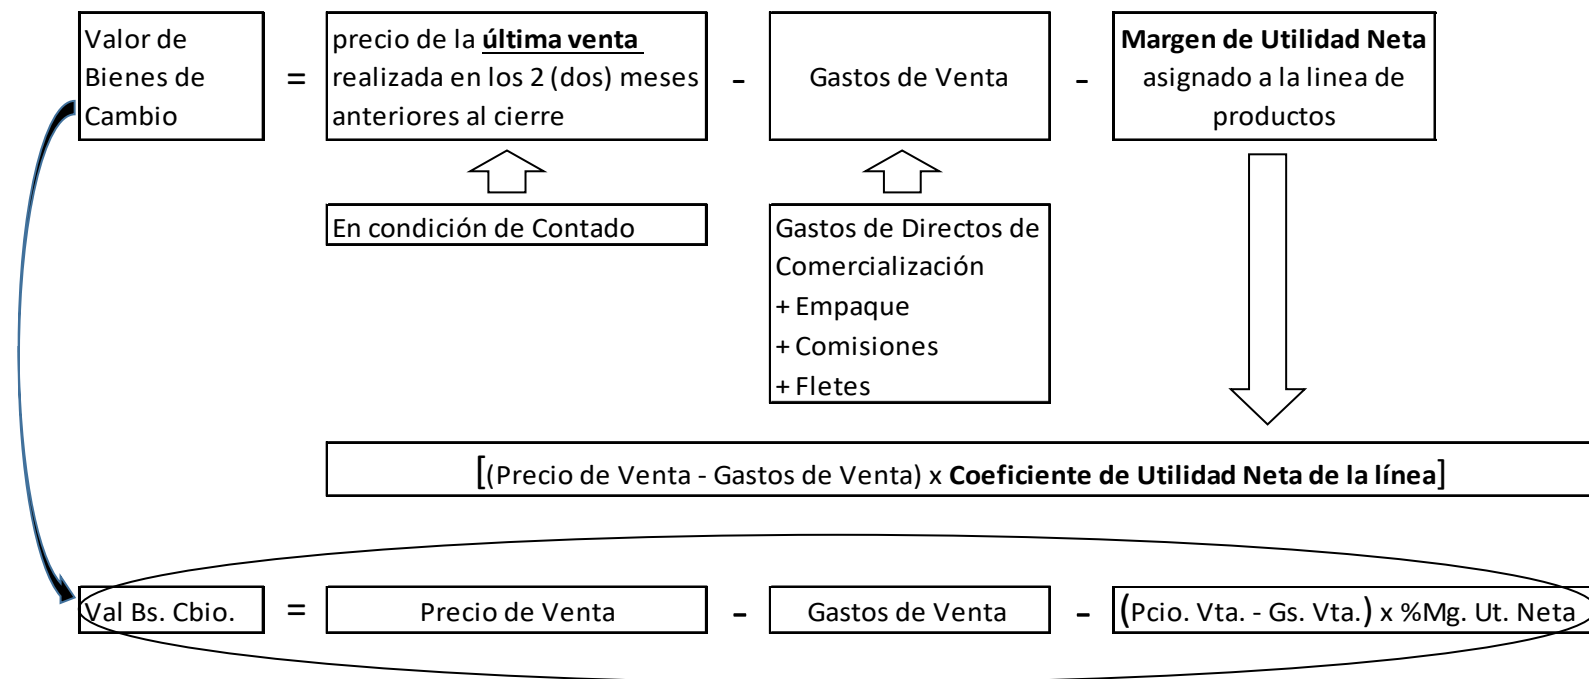 Valor de
Bienes de
Cambio
=
precio de la última venta
realizada en los 2 (dos) meses
anteriores al cierre
-
Gastos de Venta
-
Margen de Utilidad Neta
asignado a la linea de
productos
En condición de Contado
Gastos de Directos de
Comercialización
+ Empaque
+ Comisiones
+ Fletes
[(Precio de Venta - Gastos de Venta) x Coeficiente de Utilidad Neta de la línea]
Val Bs. Cbio. = Precio de Venta - Gastos de Venta - (Pcio. Vta. - Gs. Vta.) x %Mg. Ut. Neta